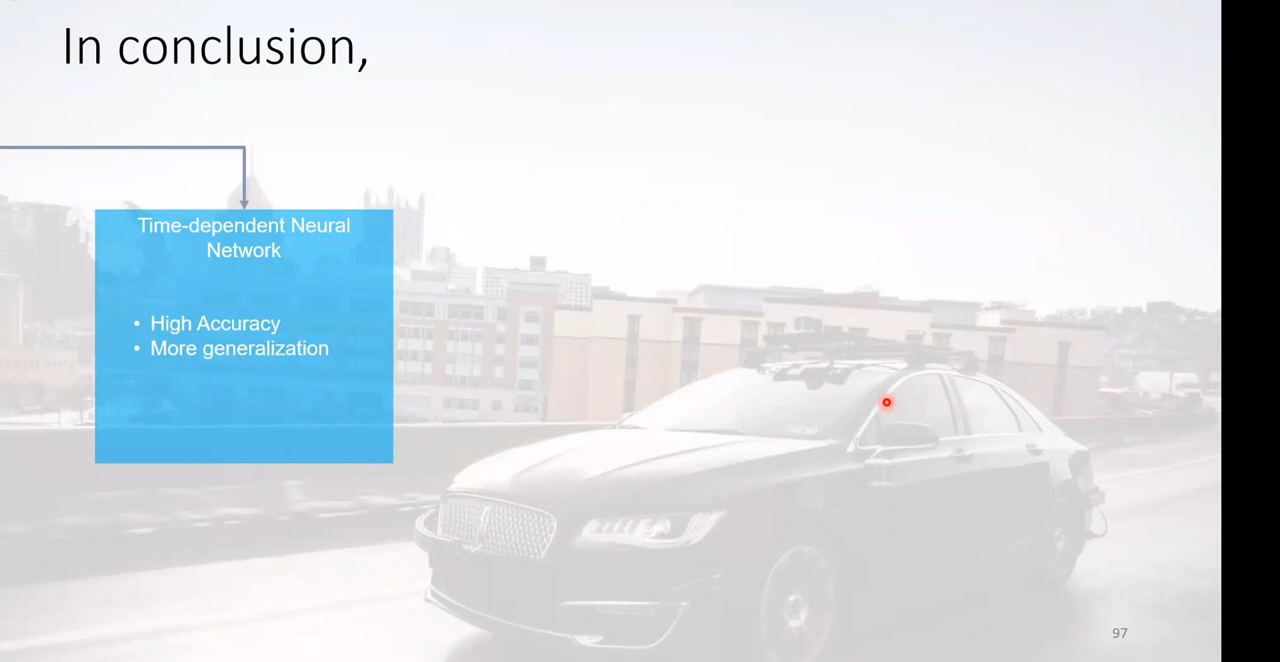 In conclusion,
Time-dependent Neural
Network
• High Accuracy
• More generalization
97